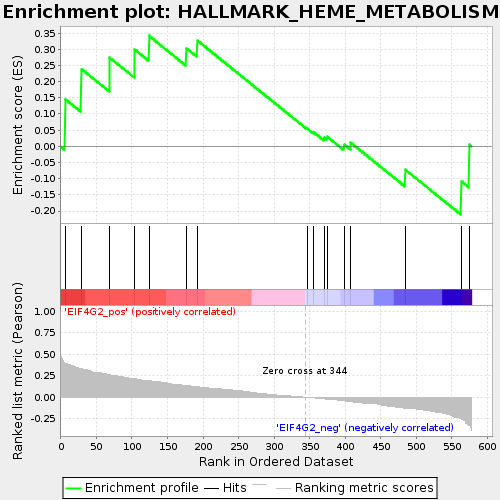 Enrichment plot: HALLMARK_HEME_METABOLISM
Enrichment score (ES)
0.35
0.30
0.25
0.20
0.15
0.10
0.05
0.00
-0.05
-0.10
-0.15
-0.20
'EIF4G2_pos' (positively correlated)
Ranked list metric (Pearson)
1.00
0.75
0.50
0.25
0.00
-0.25
Zero cross at 344
'EIF4G2_neg' (negatively correlated)
0 50 100 150 200 250 300 350 400 450 500 550 600
Rank in Ordered Dataset
Enrichment profile Hits Ranking metric scores